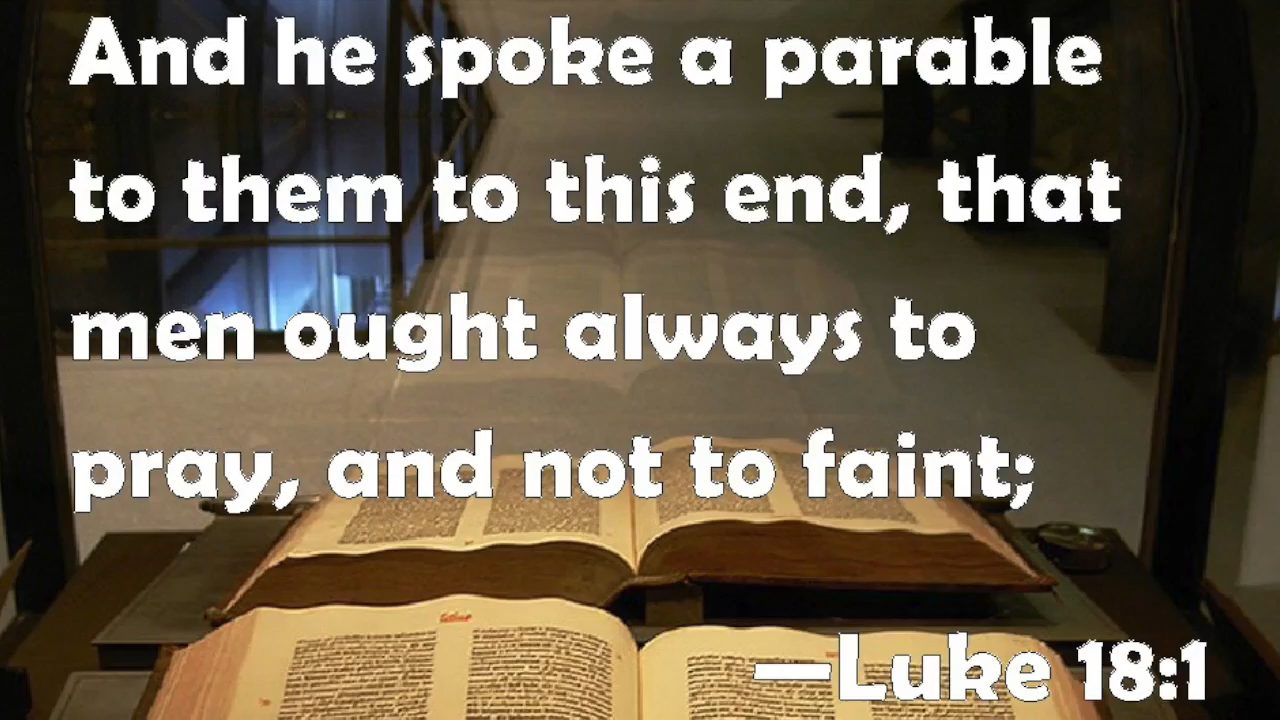 And he spoke a parable
to them to this end, that
men ought always to
pray, and not to faint;
—Luke 18:1